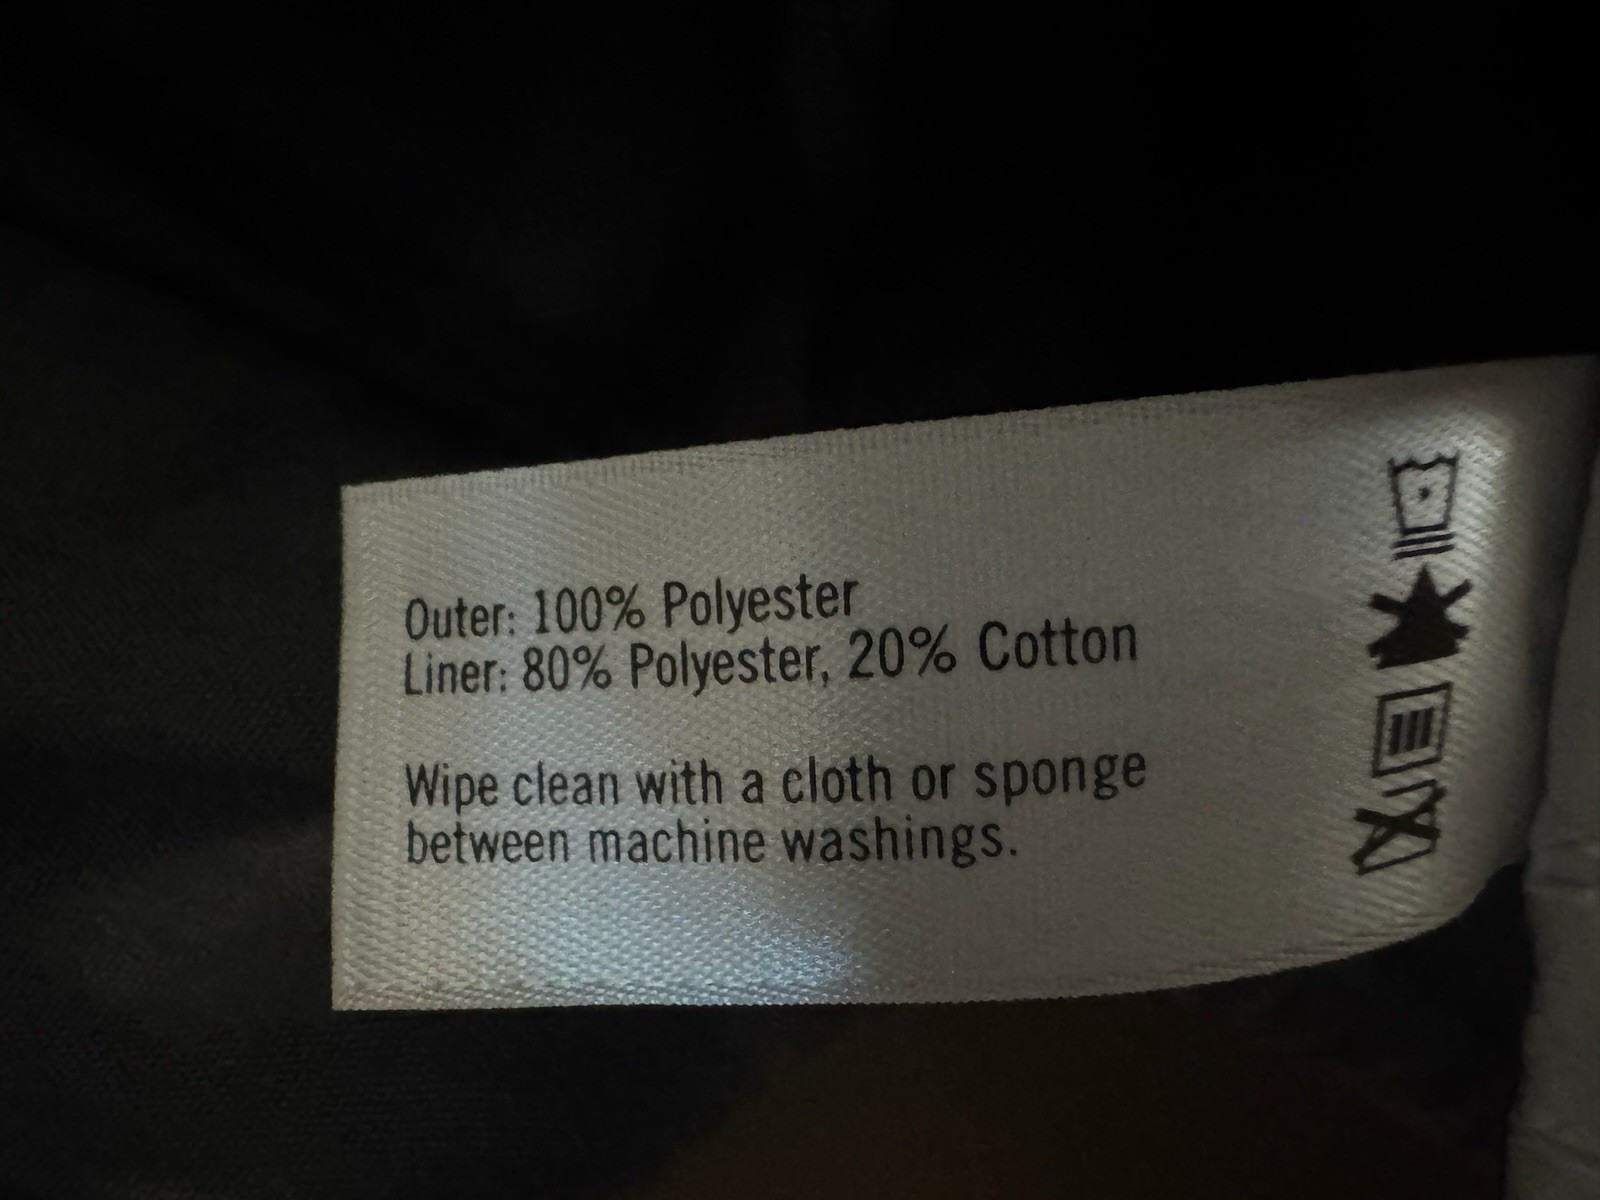 Outer: 100% Polyester
Liner: 80% Polyester, 20% Cotton
Wipe clean with a cloth or sponge
between machine washings.